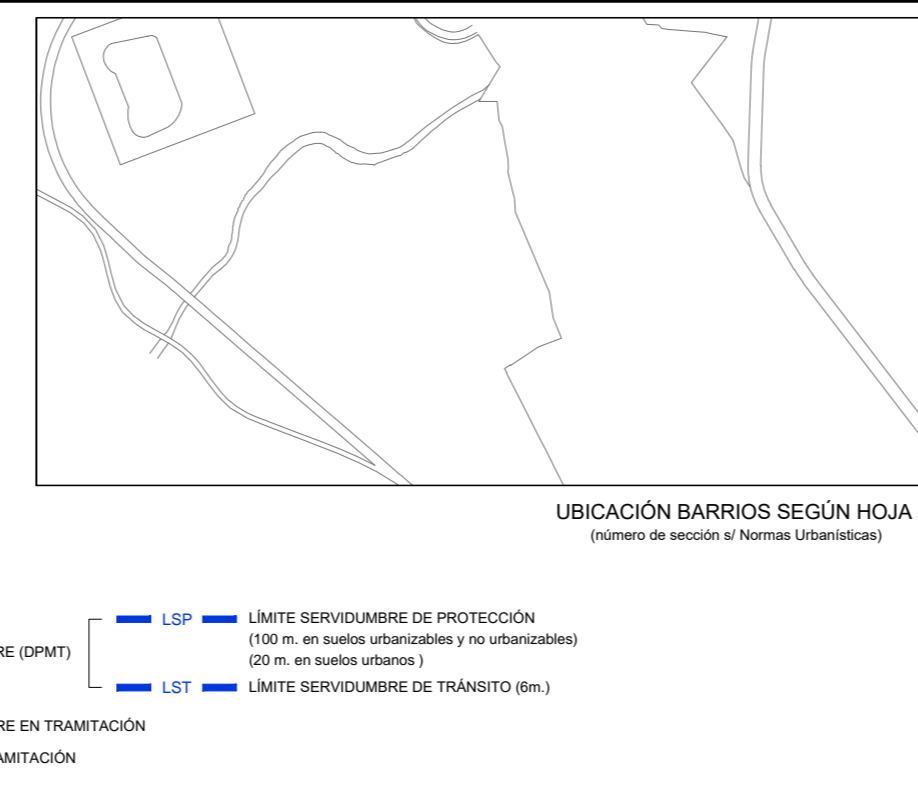 UBICACIÓN BARRIOS SEGÚN HOJA
(número de sección s/ Normas Urbanísticas)
LSP LÍMITE SERVIDUMBRE DE PROTECCIÓN
(100 m. en suelos urbanizables y no urbanizables)
RE (DPMT)
(20 m. en suelos urbanos )
LST LÍMITE SERVIDUMBRE DE TRÁNSITO (6m.)
RE EN TRAMITACIÓN
AMITACIÓN